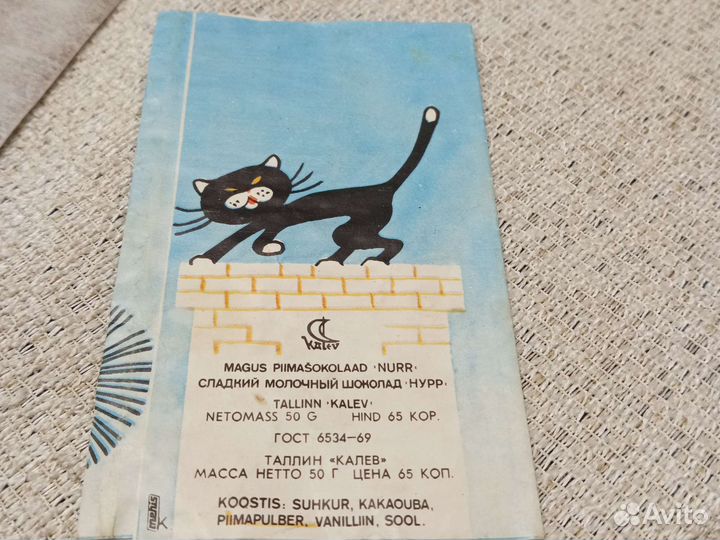 KALEV
MAGUS PIIMAŠOKOLAAD ‹NURR›
СЛАДКИЙ МОЛОЧНЫЙ ШОКОЛАД ‹НУРР›
TALLINN ‹KALEV›
NETOMASS 50 G HIND 65 KOP.
ГОСТ 6534—69
ТАЛЛИН «КАЛЕВ»
МАССА НЕТТО 50 Г ЦЕНА 65 КОП.
KOOSTIS: SUHKUR, KAKAOUBA,
PIIMAPULBER, VANILLIIN, SOOL.
mehis
K
Avito